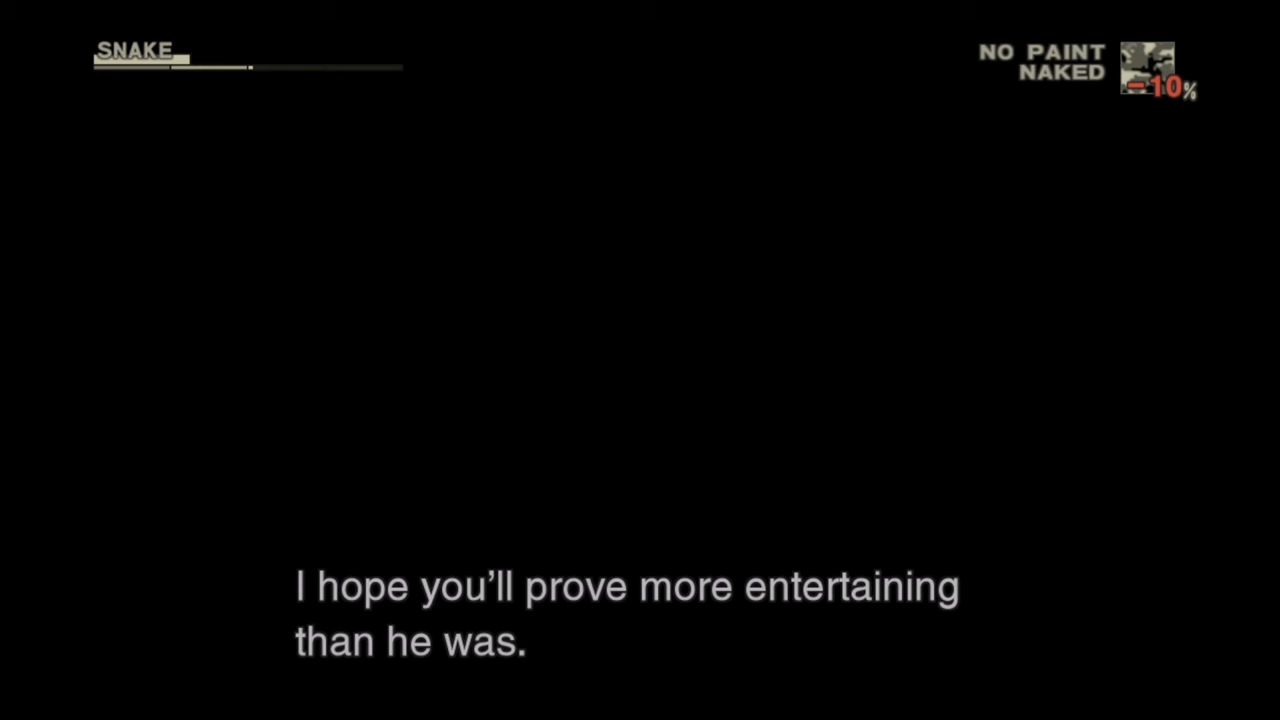 SNAKE
NO PAINT
NAKED
-10%
I hope you’ll prove more entertaining
than he was.